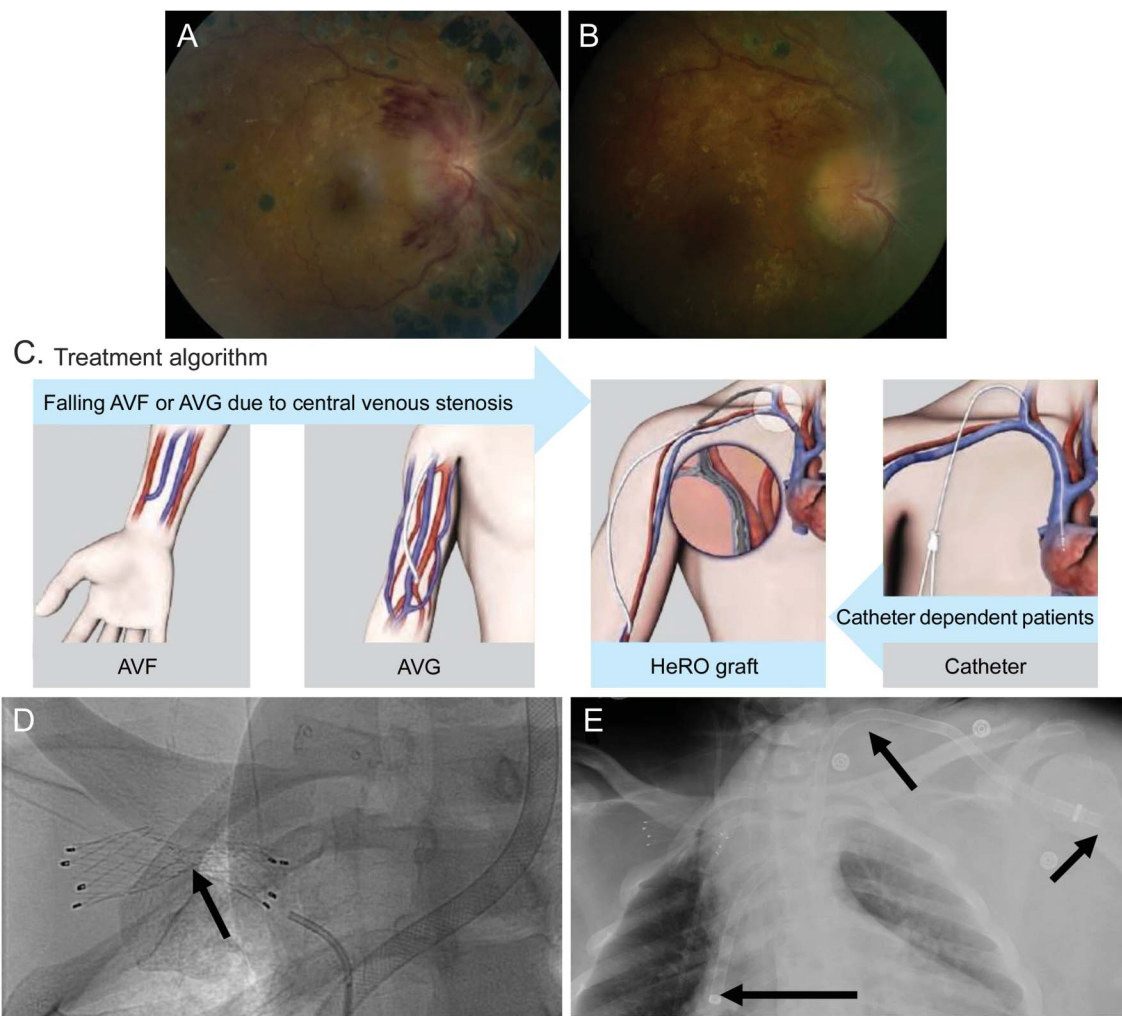 A
B
C. Treatment algorithm
Falling AVF or AVG due to central venous stenosis
Catheter dependent patients
AVF
AVG
HeRO graft
Catheter
D
E